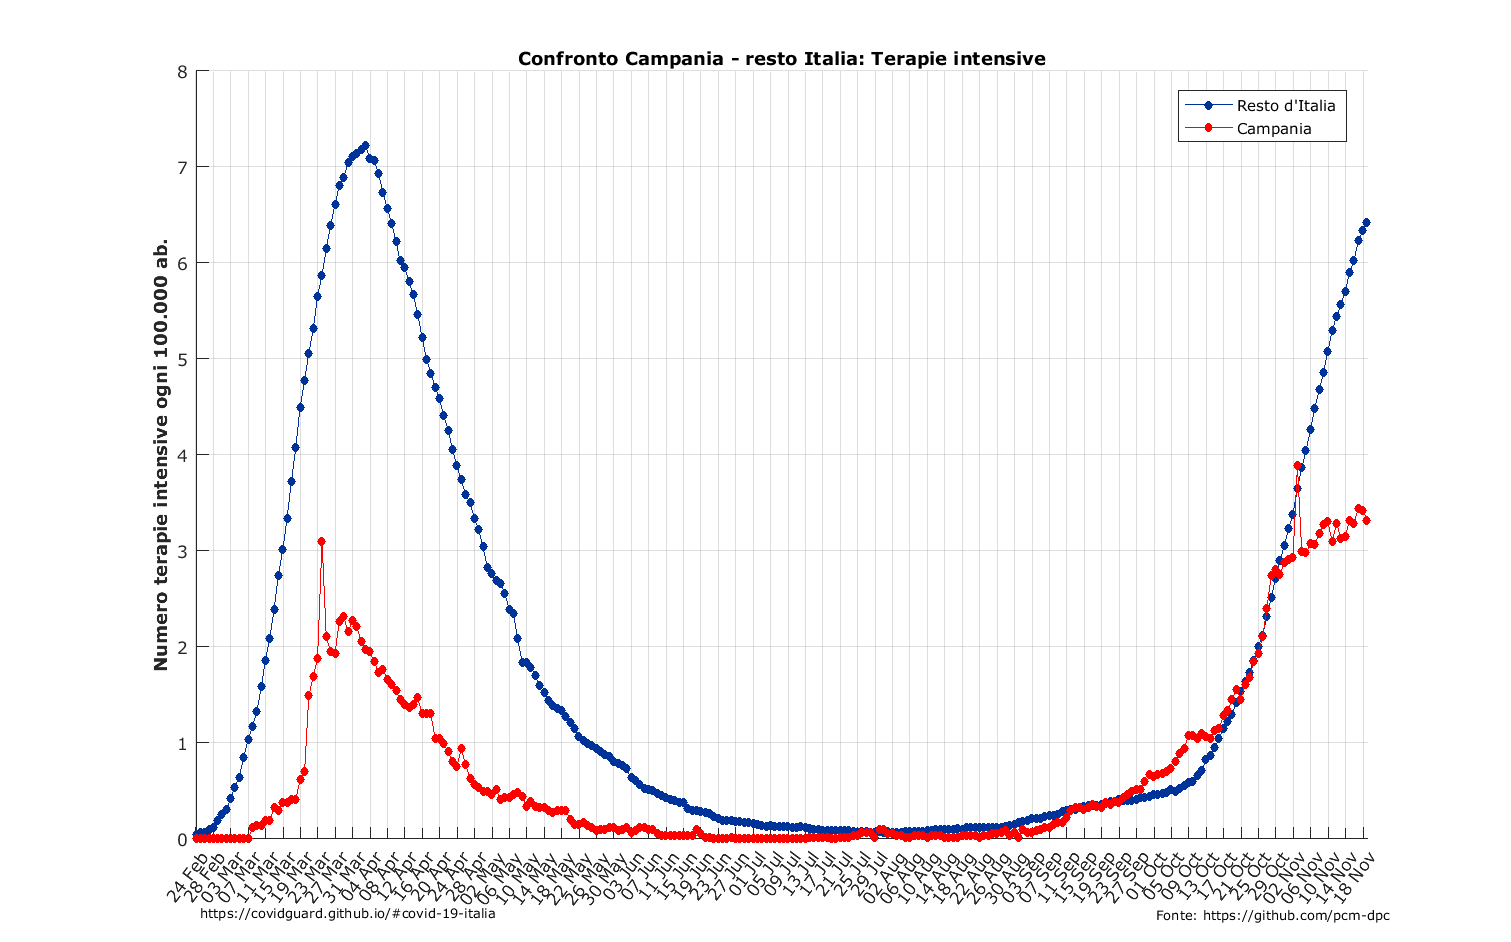 Confronto Campania - resto Italia: Terapie intensive
Resto d'Italia
Campania
Numero terapie intensive ogni 100.000 ab.
8
7
6
5
4
3
2
1
0
24 Feb
28 Feb
03 Mar
07 Mar
11 Mar
15 Mar
19 Mar
23 Mar
27 Mar
31 Mar
04 Apr
08 Apr
12 Apr
16 Apr
20 Apr
24 Apr
28 Apr
02 May
06 May
10 May
14 May
18 May
22 May
26 May
30 May
03 Jun
07 Jun
11 Jun
15 Jun
19 Jun
23 Jun
27 Jun
01 Jul
05 Jul
09 Jul
13 Jul
17 Jul
21 Jul
25 Jul
29 Jul
02 Aug
06 Aug
10 Aug
14 Aug
18 Aug
22 Aug
26 Aug
30 Aug
03 Sep
07 Sep
11 Sep
15 Sep
19 Sep
23 Sep
27 Sep
01 Oct
05 Oct
09 Oct
13 Oct
17 Oct
21 Oct
25 Oct
29 Oct
02 Nov
06 Nov
10 Nov
14 Nov
18 Nov
https://covidguard.github.io/#covid-19-italia
Fonte: https://github.com/pcm-dpc